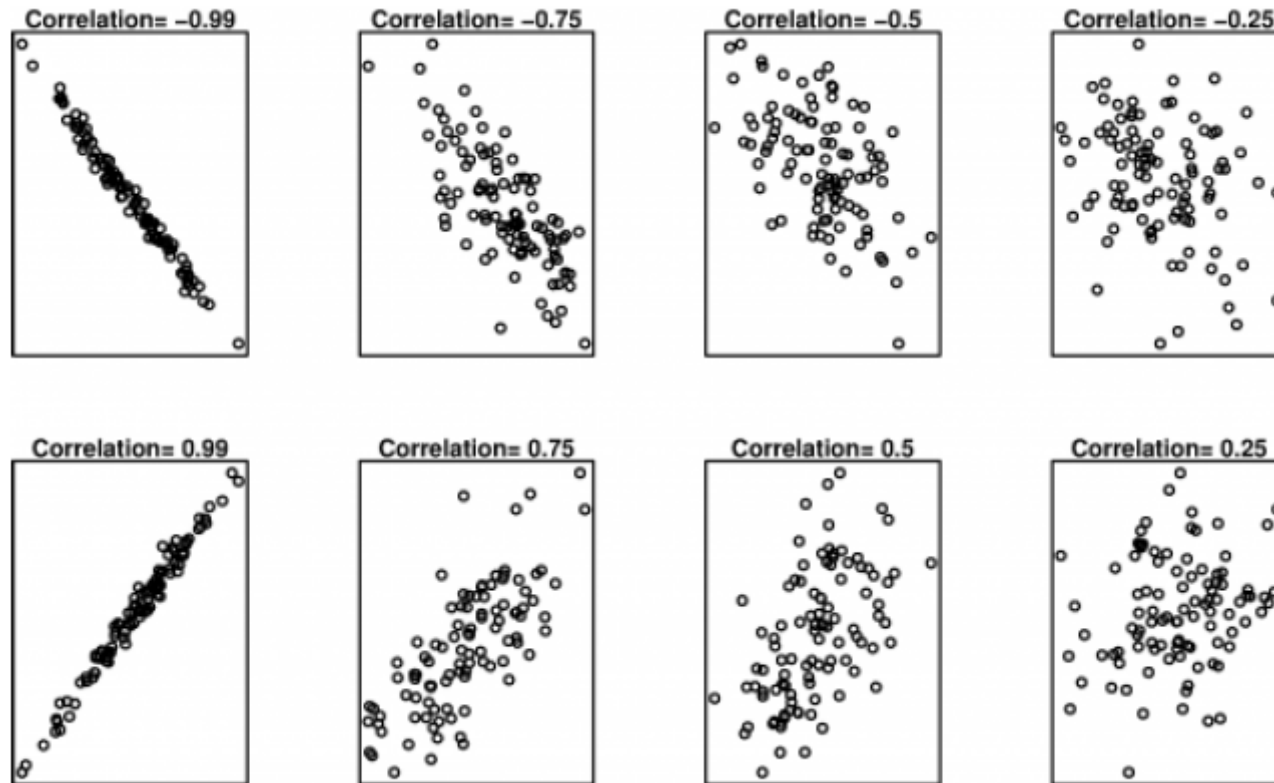 Correlation= −0.99
Correlation= −0.75
Correlation= −0.5
Correlation= −0.25
Correlation= 0.99
Correlation= 0.75
Correlation= 0.5
Correlation= 0.25